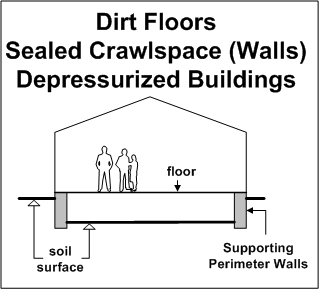 Dirt Floors
Sealed Crawlspace (Walls)
Depressurized Buildings
floor
soil
surface
Supporting
Perimeter Walls